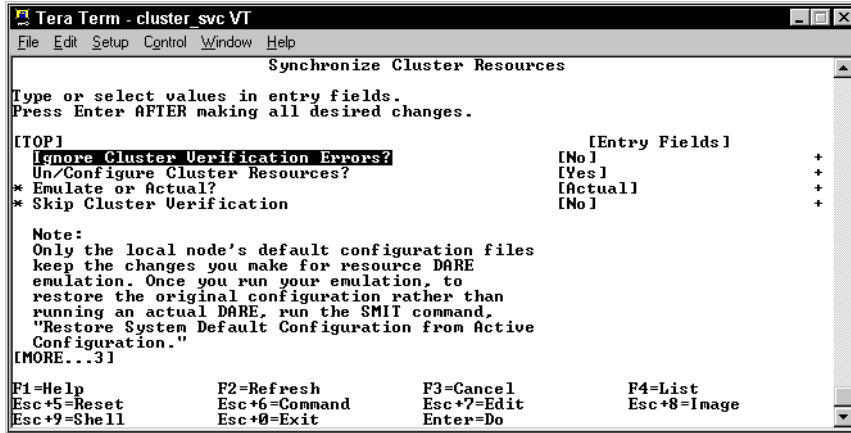 Tera Term - cluster_svc VT
File Edit Setup Control Window Help
Synchronize Cluster Resources
Type or select values in entry fields.
Press Enter AFTER making all desired changes.
[TOP] [Entry Fields]
Ignore Cluster Verification Errors? [No] +
Un/Configure Cluster Resources? [Yes] +
* Emulate or Actual? [Actual] +
* Skip Cluster Verification [No] +
Note:
Only the local node's default configuration files
keep the changes you make for resource DARE
emulation. Once you run your emulation, to
restore the original configuration rather than
running an actual DARE, run the SMIT command,
"Restore System Default Configuration from Active
Configuration."
[MORE...3]
F1=Help F2=Refresh F3=Cancel F4=List
Esc+5=Reset Esc+6=Command Esc+7=Edit Esc+8=Image
Esc+9=Shell Esc+0=Exit Enter=Do